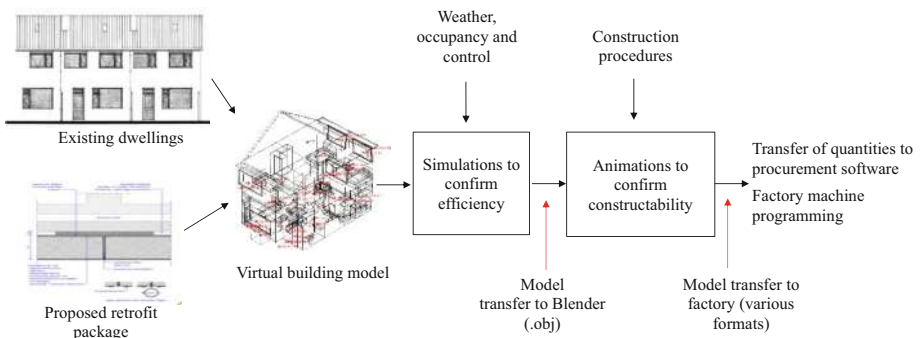 Existing dwellings
Proposed retrofit
package
Virtual building model
Weather,
occupancy and
control
Simulations to
confirm
efficiency
Construction
procedures
Animations to
confirm
constructability
Transfer of quantities to
procurement software
Factory machine
programming
Model
transfer to Blender
(.obj)
Model transfer to
factory (various
formats)